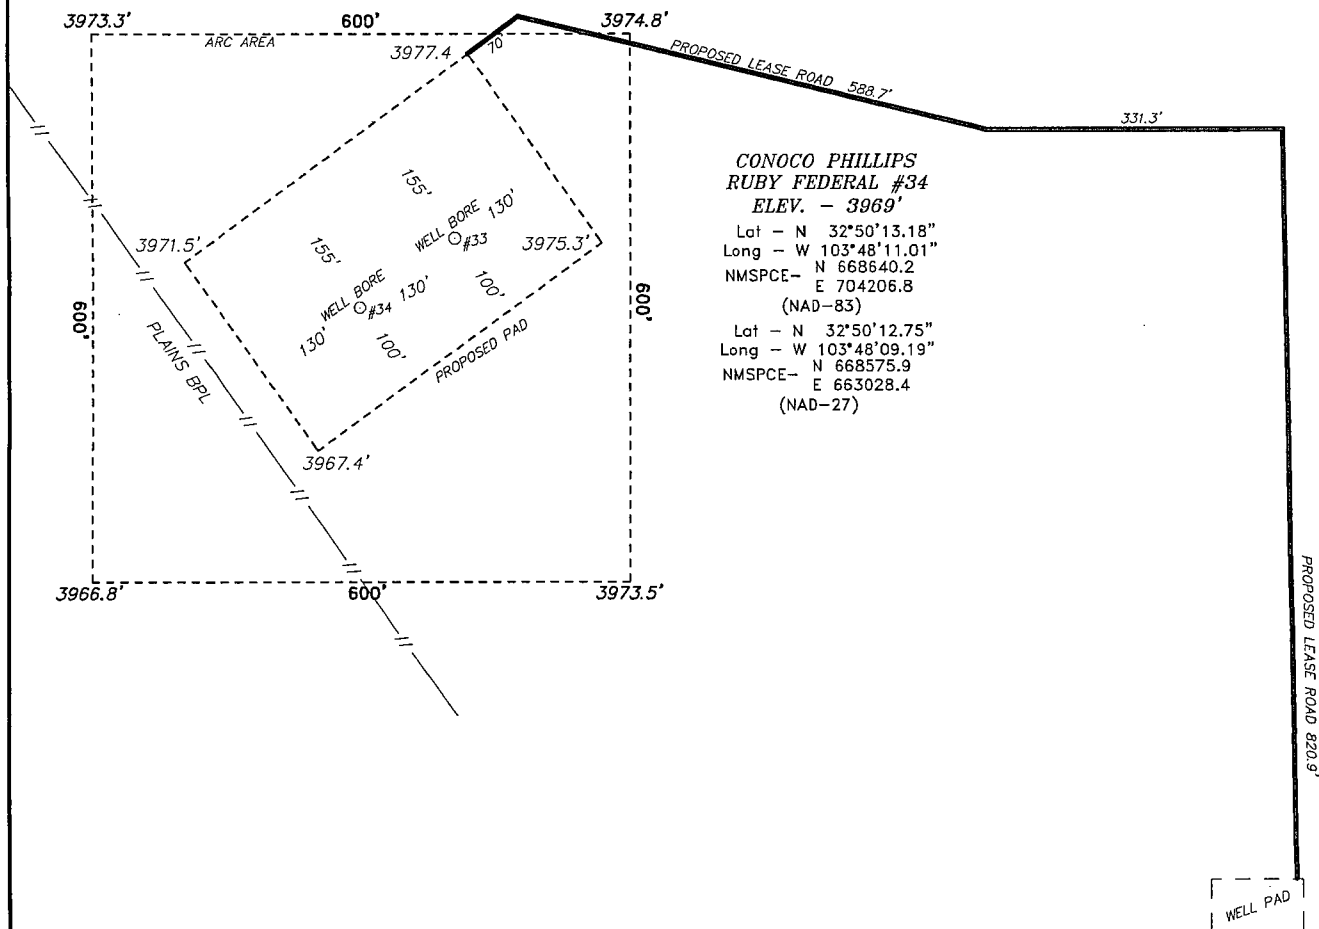 3973.3'
600'
3974.8'
ARC AREA
3977.4
70'
PROPOSED LEASE ROAD 588.7'
331.3'
CONOCO PHILLIPS
RUBY FEDERAL #34
ELEV. - 3969'
Lat - N 32°50'13.18"
Long - W 103°48'11.01"
NMSPCE- N 668640.2
E 704206.8
(NAD-83)
Lat - N 32°50'12.75"
Long - W 103°48'09.19"
NMSPCE- N 668575.9
E 663028.4
(NAD-27)
155'
WELL BORE 130'
#33
3971.5'
155'
3975.3'
WELL BORE
#34 130'
100'
600'
600'
130'
100'
PROPOSED PAD
PLAINS BPL
3967.4'
3966.8'
600'
3973.5'
PROPOSED LEASE ROAD 820.9'
WELL PAD